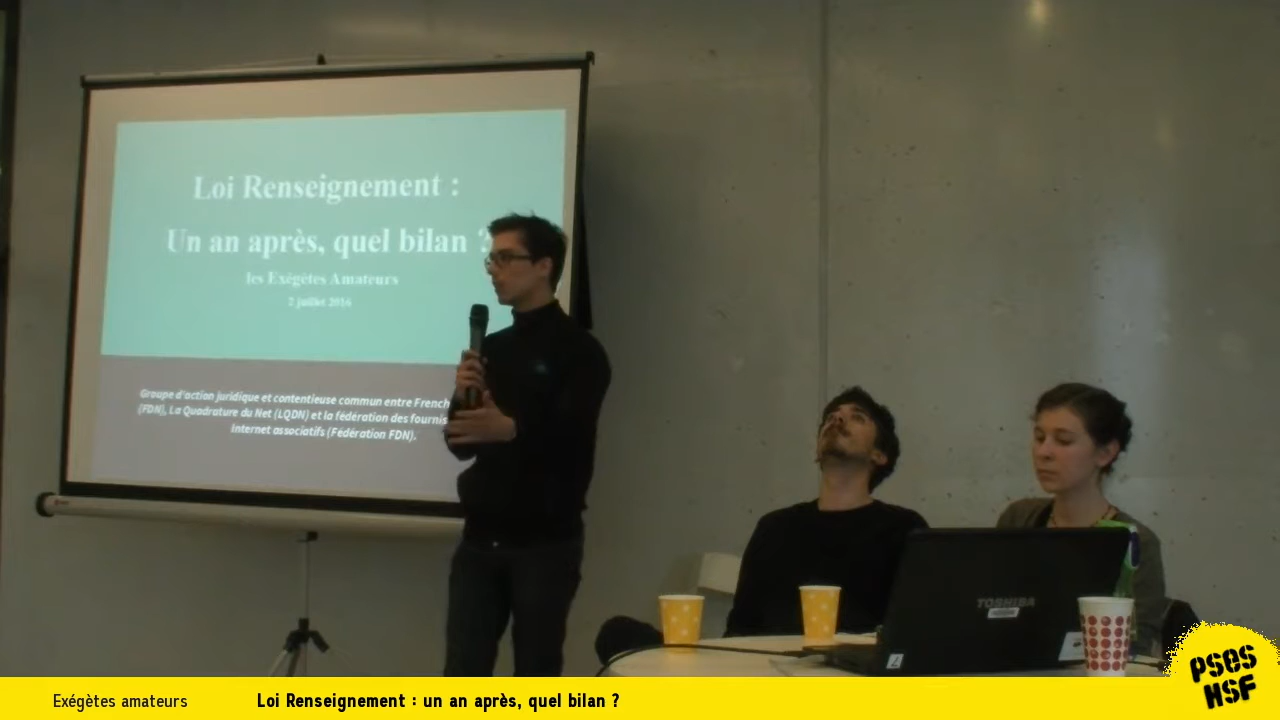 Loi Renseignement :
Un an après, quel bilan ?
les Exégètes Amateurs
2 juillet 2016
Groupe d'action juridique et contentieuse commun entre French
(FDN), La Quadrature du Net (LQDN) et la fédération des fournis
Internet associatifs (Fédération FDN).
TOSHIBA
Exégètes amateurs
Loi Renseignement : un an après, quel bilan ?
PSES
HSF